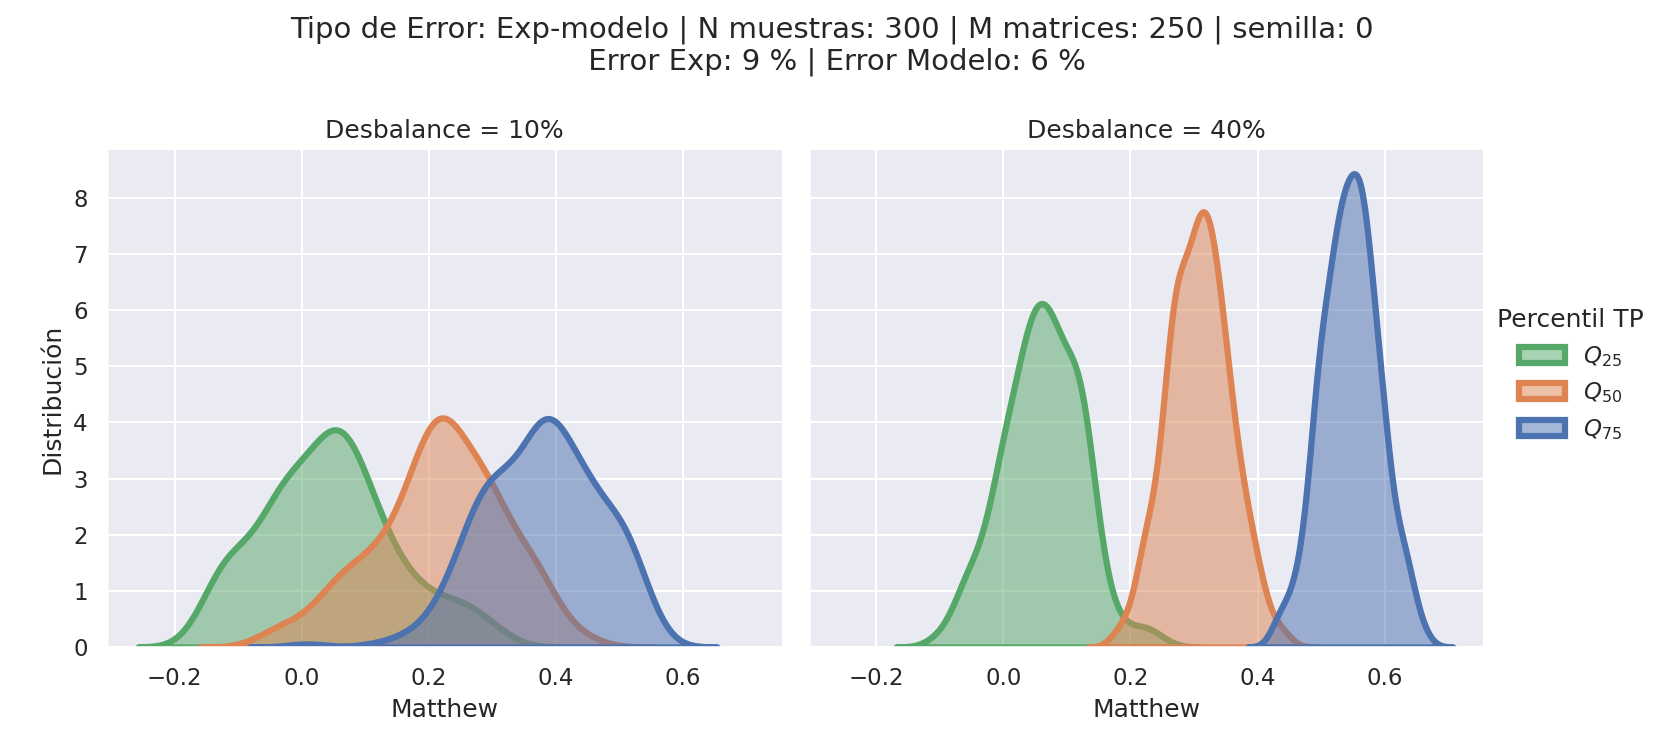 Tipo de Error: Exp-modelo | N muestras: 300 | M matrices: 250 | semilla: 0
Error Exp: 9 % | Error Modelo: 6 %
Desbalance = 10%
Desbalance = 40%
Distribución
8
7
6
5
4
3
2
1
0
−0.2 0.0 0.2 0.4 0.6
Matthew
−0.2 0.0 0.2 0.4 0.6
Matthew
Percentil TP
Q25
Q50
Q75